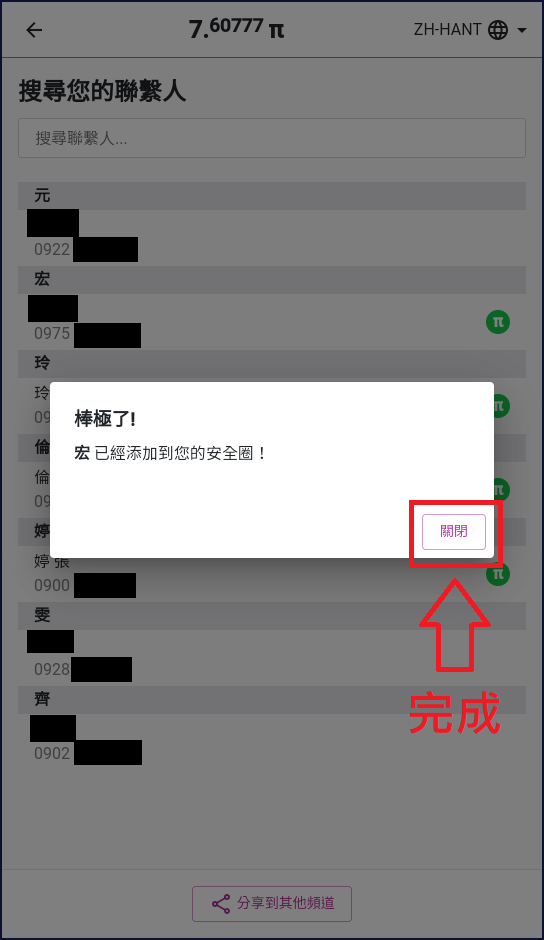 7.60777 π
ZH-HANT
搜尋您的聯繫人
搜尋聯繫人...
元
0922
宏
0975
π
玲
玲
09
π
棒極了!
宏 已經添加到您的安全圈！
倫
倫
09
π
關閉
婷
婷 張
0900
π
雯
0928
完成
齊
0902
分享到其他頻道